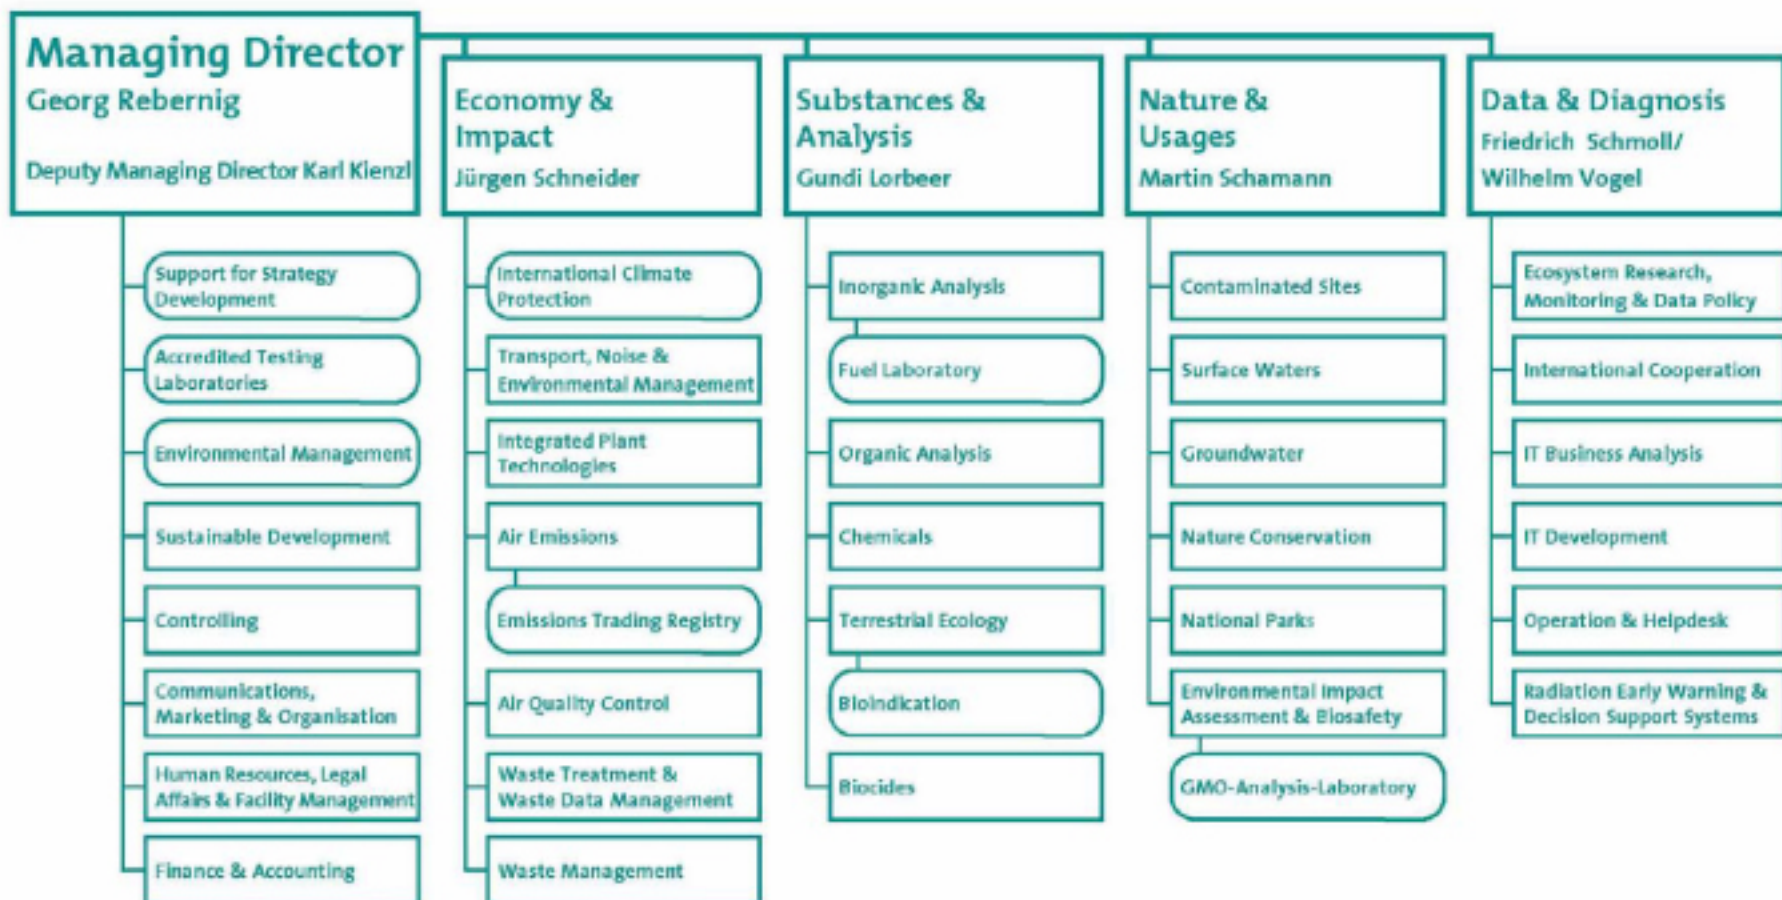 Managing Director
Georg Rebernig
Deputy Managing Director Karl Kienzl
Support for Strategy
Development
Accredited Testing
Laboratories
Environmental Management
Sustainable Development
Controlling
Communications,
Marketing & Organisation
Human Resources, Legal
Affairs & Facility Management
Finance & Accounting
Economy &
Impact
Jürgen Schneider
International Climate
Protection
Transport, Noise &
Environmental Management
Integrated Plant
Technologies
Air Emissions
Emissions Trading Registry
Air Quality Control
Waste Treatment &
Waste Data Management
Waste Management
Substances &
Analysis
Gundi Lorbeer
Inorganic Analysis
Fuel Laboratory
Organic Analysis
Chemicals
Terrestrial Ecology
Bioindication
Biocides
Nature &
Usages
Martin Schamann
Contaminated Sites
Surface Waters
Groundwater
Nature Conservation
National Parks
Environmental Impact
Assessment & Biosafety
GMO-Analysis-Laboratory
Data & Diagnosis
Friedrich Schmoll/
Wilhelm Vogel
Ecosystem Research,
Monitoring & Data Policy
International Cooperation
IT Business Analysis
IT Development
Operation & Helpdesk
Radiation Early Warning &
Decision Support Systems